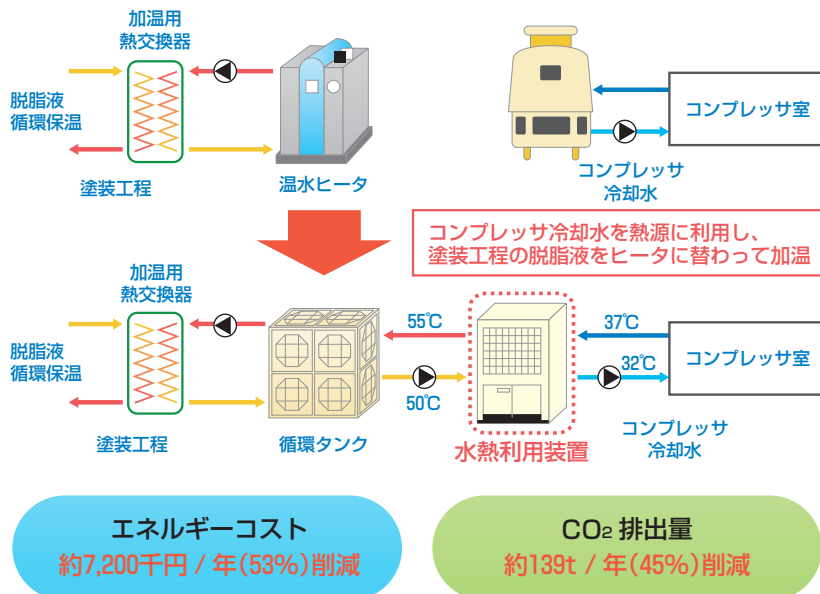 加温用
熱交換器
脱脂液
循環保温
塗装工程
温水ヒータ
コンプレッサ室
コンプレッサ
冷却水
コンプレッサ冷却水を熱源に利用し、
塗装工程の脱脂液をヒータに替わって加温
加温用
熱交換器
脱脂液
循環保温
塗装工程
循環タンク
55℃
50℃
水熱利用装置
37℃
32℃
コンプレッサ室
コンプレッサ
冷却水
エネルギーコスト
約7,200千円 / 年(53%)削減
CO₂ 排出量
約139t / 年(45%)削減